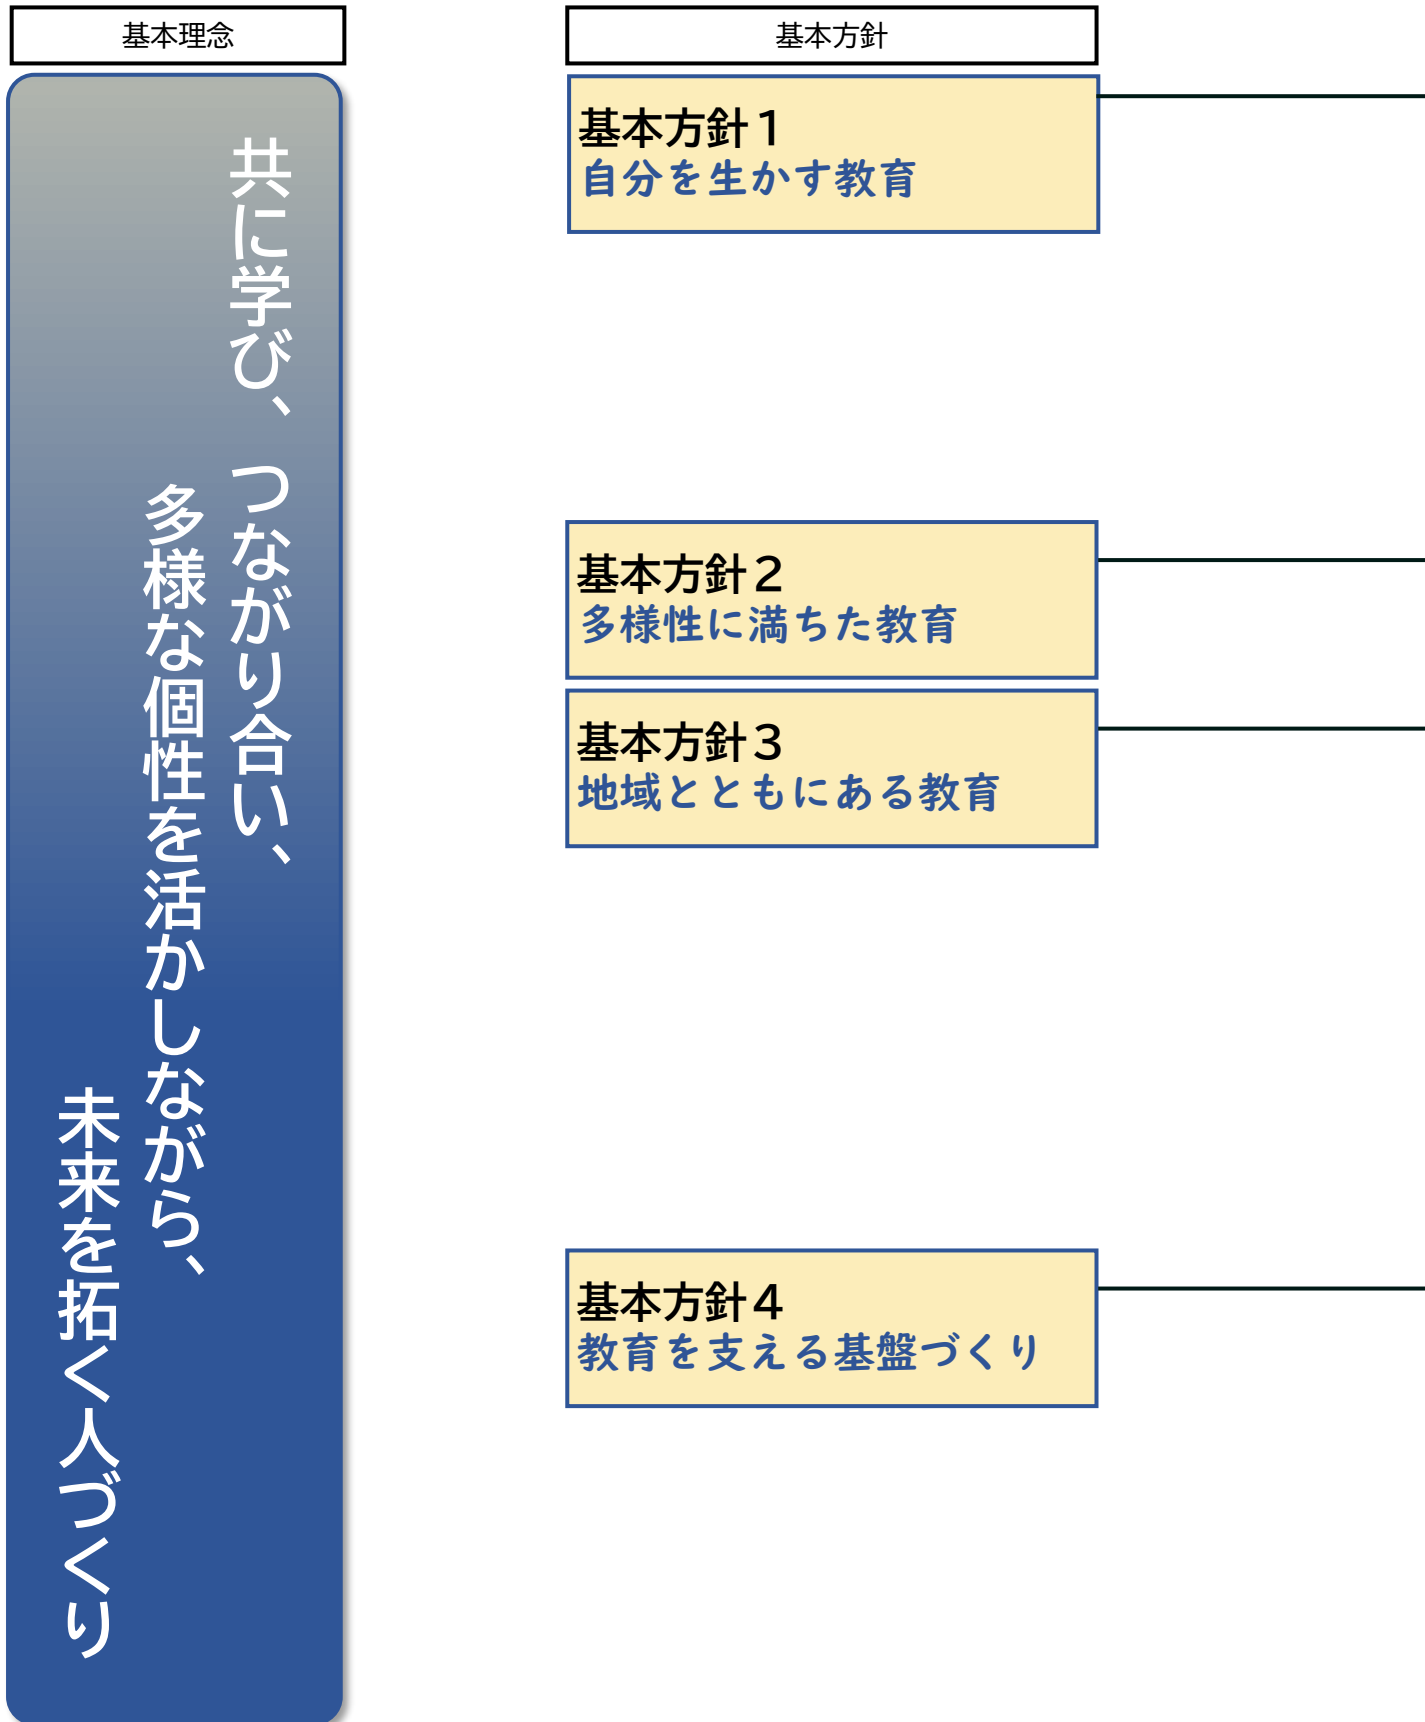 基本理念
共に学び、つながり合い、
多様な個性を活かしながら、
未来を拓く人づくり
基本方針
基本方針１
自分を生かす教育
基本方針２
多様性に満ちた教育
基本方針３
地域とともにある教育
基本方針４
教育を支える基盤づくり